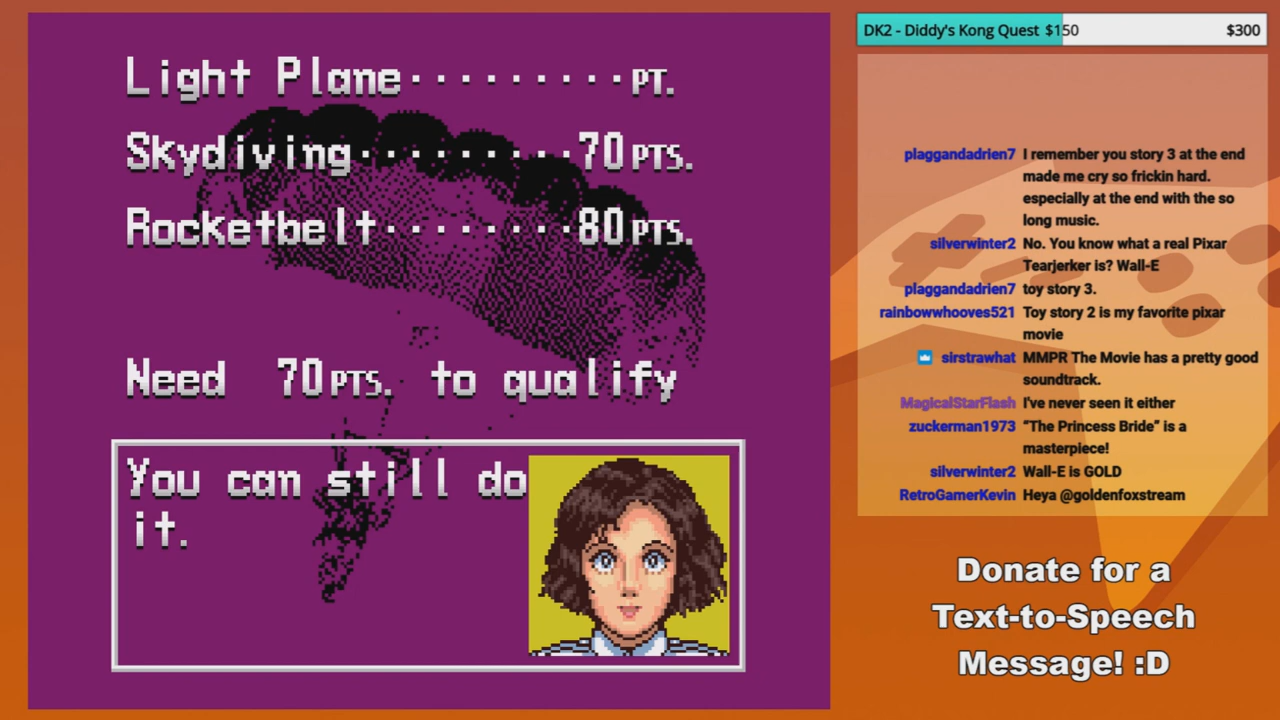 Light Plane·········PT.
Skydiving·········70PTS.
Rocketbelt········80PTS.
Need 70PTS. to qualify
You can still do
it.
DK2 - Diddy's Kong Quest $150 $300
plaggandadrien7 I remember you story 3 at the end
made me cry so frickin hard.
especially at the end with the so
long music.
silverwinter2 No. You know what a real Pixar
Tearjerker is? Wall-E
plaggandadrien7 toy story 3.
rainbowwhooves521 Toy story 2 is my favorite pixar
movie
sirstrawhat MMPR The Movie has a pretty good
soundtrack.
MagicalStarFlash I've never seen it either
zuckerman1973 “The Princess Bride” is a
masterpiece!
silverwinter2 Wall-E is GOLD
RetroGamerKevin Heya @goldenfoxstream
Donate for a
Text-to-Speech
Message! :D